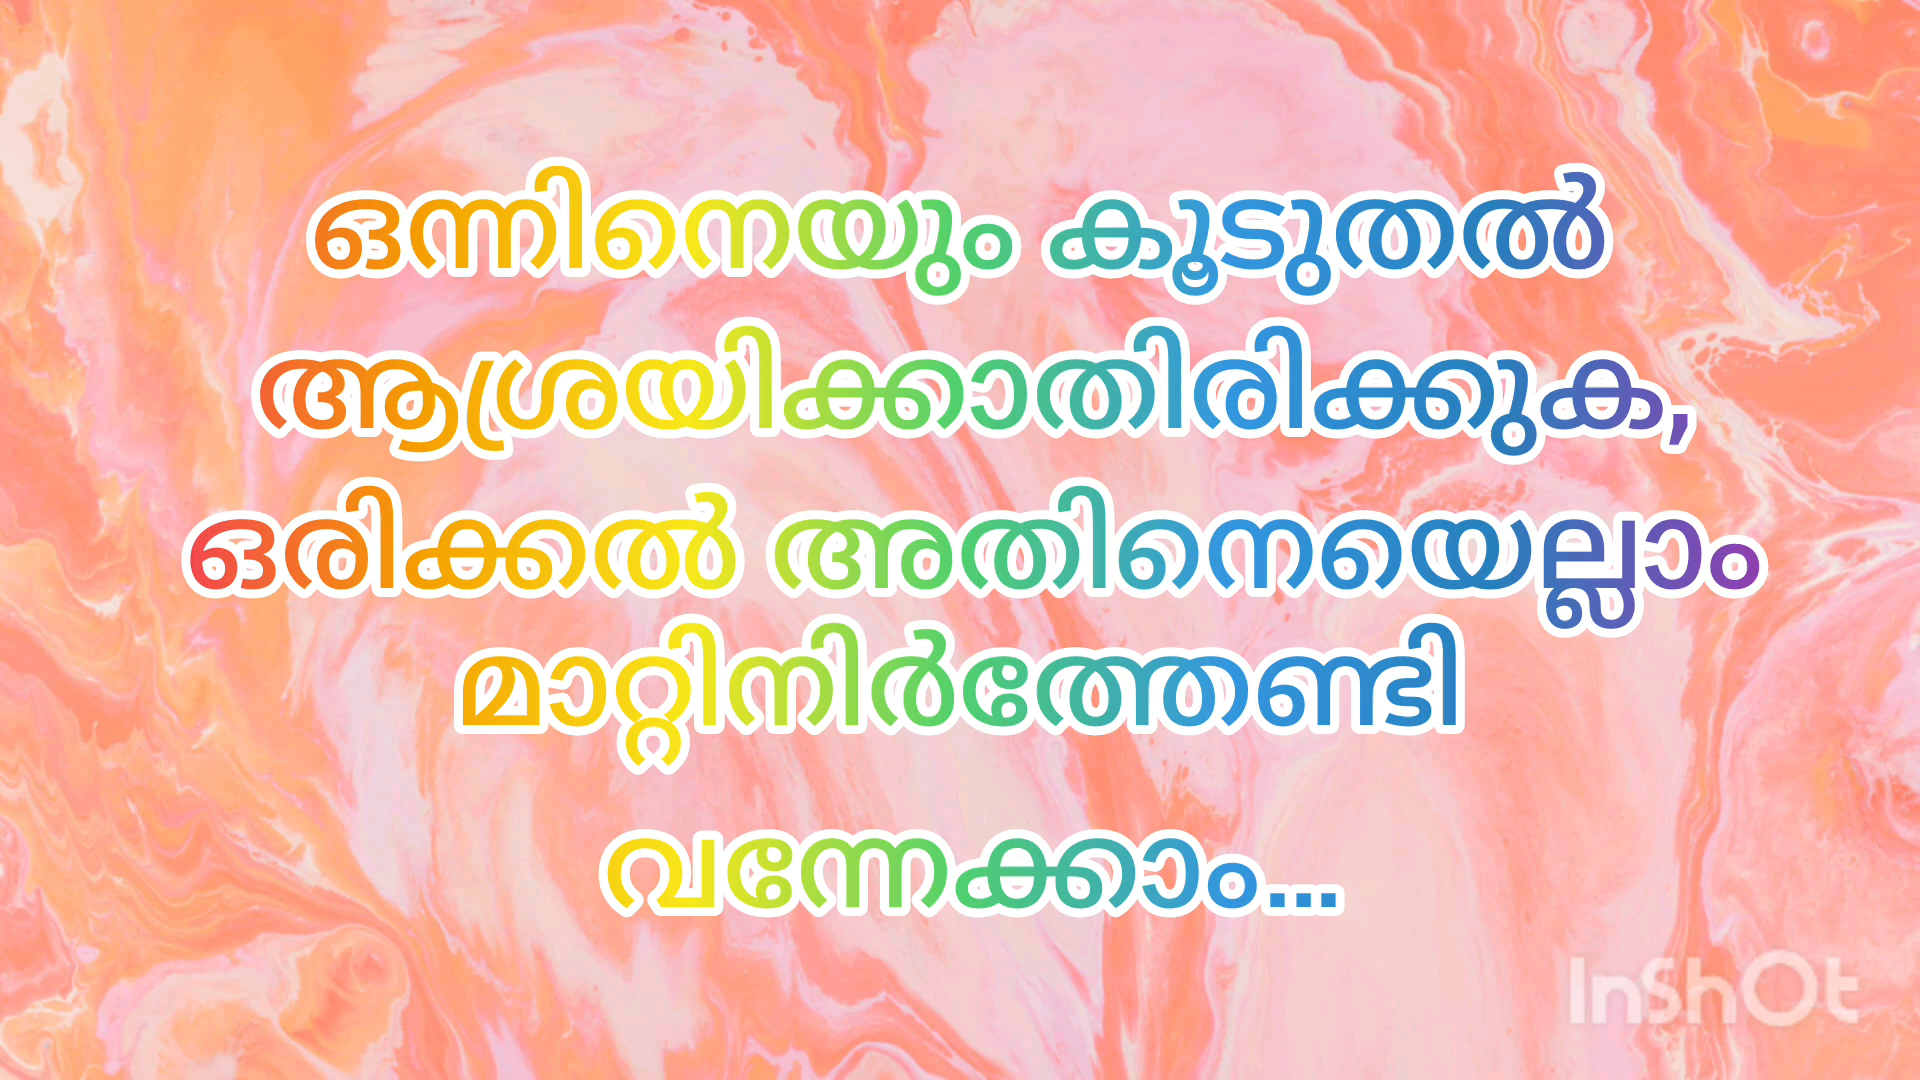 ഒന്നിനെയും കൂടുതൽ
ആശ്രയിക്കാതിരിക്കുക,
ഒരിക്കൽ അതിനെയെല്ലാം
മാറ്റിനിർത്തേണ്ടി
വന്നേക്കാം...
InShOt